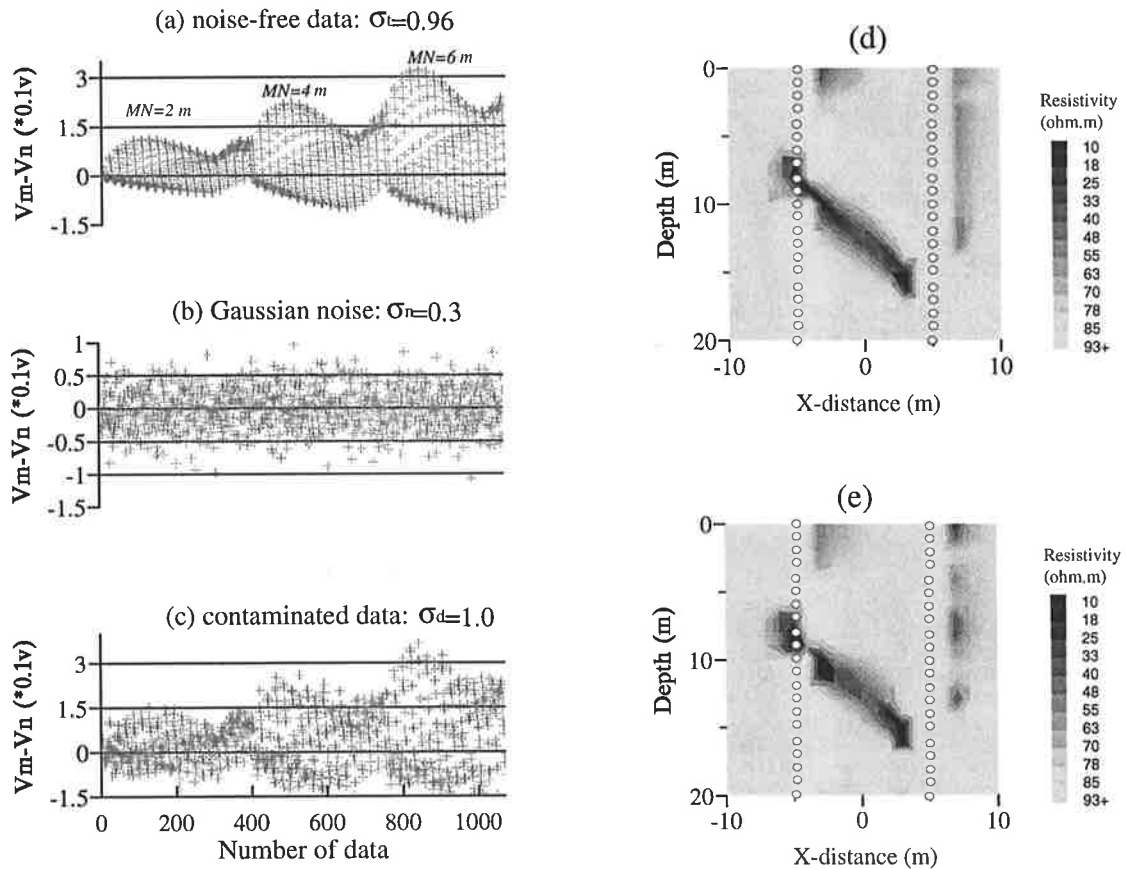 (a) noise-free data: σt=0.96
Vm-Vn (*0.1v)
3
1.5
0
-1.5
MN=2 m
MN=4 m
MN=6 m
(b) Gaussian noise: σn=0.3
Vm-Vn (*0.1v)
1
0.5
0
-0.5
-1
-1.5
(c) contaminated data: σd=1.0
Vm-Vn (*0.1v)
3
1.5
0
-1.5
0 200 400 600 800 1000
Number of data
(d)
Depth (m)
0
10
20
-10 0 10
X-distance (m)
Resistivity
(ohm.m)
10
18
25
33
40
48
55
63
70
78
85
93+
(e)
Depth (m)
0
10
20
-10 0 10
X-distance (m)
Resistivity
(ohm.m)
10
18
25
33
40
48
55
63
70
78
85
93+